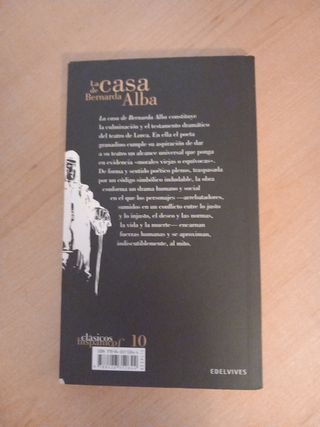 La casa
de
Bernarda Alba
La casa de Bernarda Alba constituye
la culminación y el testamento dramático
del teatro de Lorca. En ella el poeta
granadino cumple su aspiración de dar
a su teatro un alcance universal que ponga
en evidencia «morales viejas o equívocas».
De forma y sentido poético plenos, traspasada
por un código simbólico indudable, la obra
conforma un drama humano y social
en el que los personajes —arrebatadores,
sumidos en un conflicto entre lo justo
y lo injusto, el deseo y las normas,
la vida y la muerte— encarnan
fuerzas humanas y se aproximan,
indiscutiblemente, al mito.
clásicos
hispánicos 10
EDELVIVES